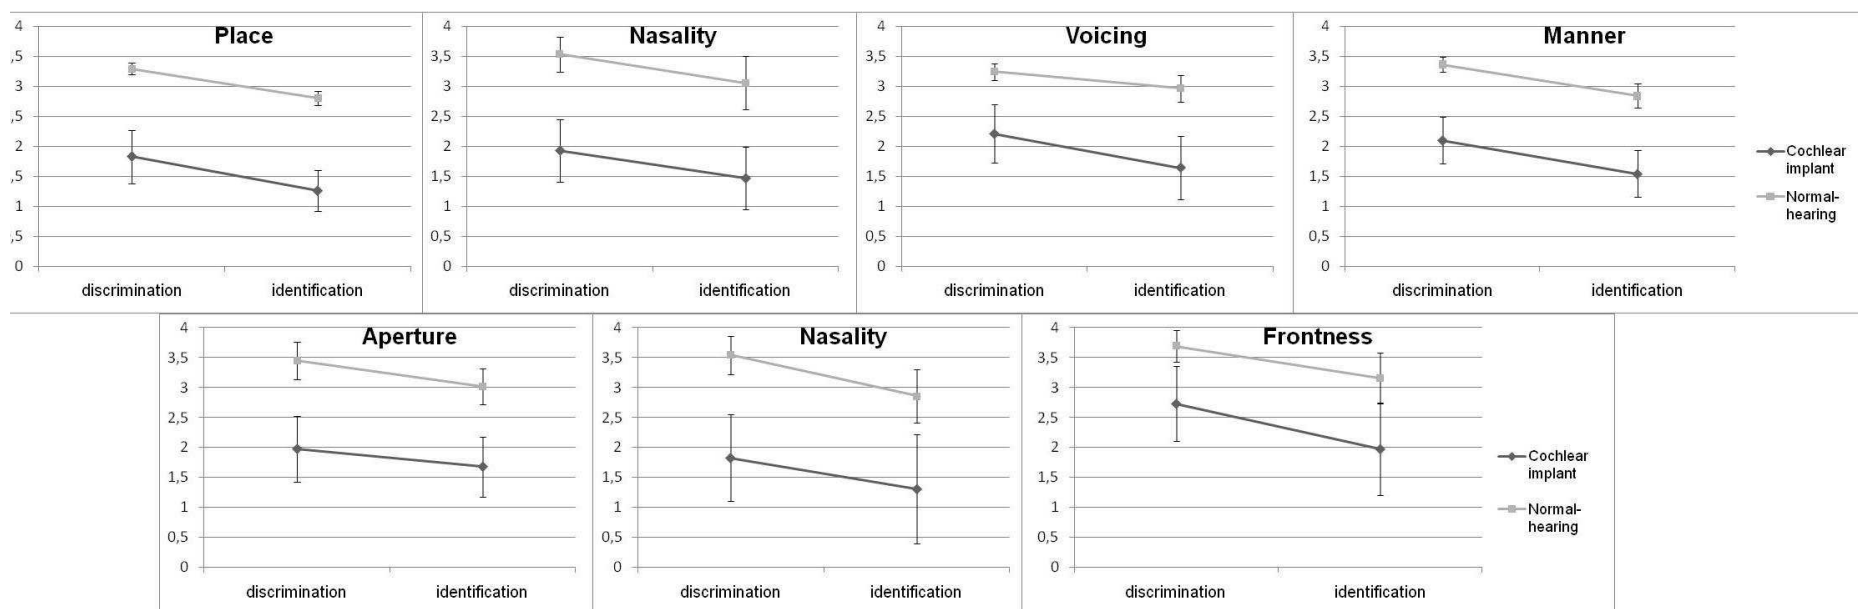 Place
4
,5
3
,5
2
,5
1
,5
0
discrimination
identification
Nasality
4
3,5
3
2,5
2
1,5
1
0,5
0
discrimination
identification
Voicing
4
3,5
3
2,5
2
1,5
1
0,5
0
discrimination
identification
Manner
4
3,5
3
2,5
2
1,5
1
0,5
0
discrimination
identification
Cochlear
implant
Normal-
hearing
Aperture
4
3,5
3
2,5
2
1,5
1
0,5
0
discrimination
identification
Nasality
4
3,5
3
2,5
2
1,5
1
0,5
0
discrimination
identification
Frontness
4
3,5
3
2,5
2
1,5
1
0,5
0
discrimination
identification
Cochlear
implant
Normal-
hearing